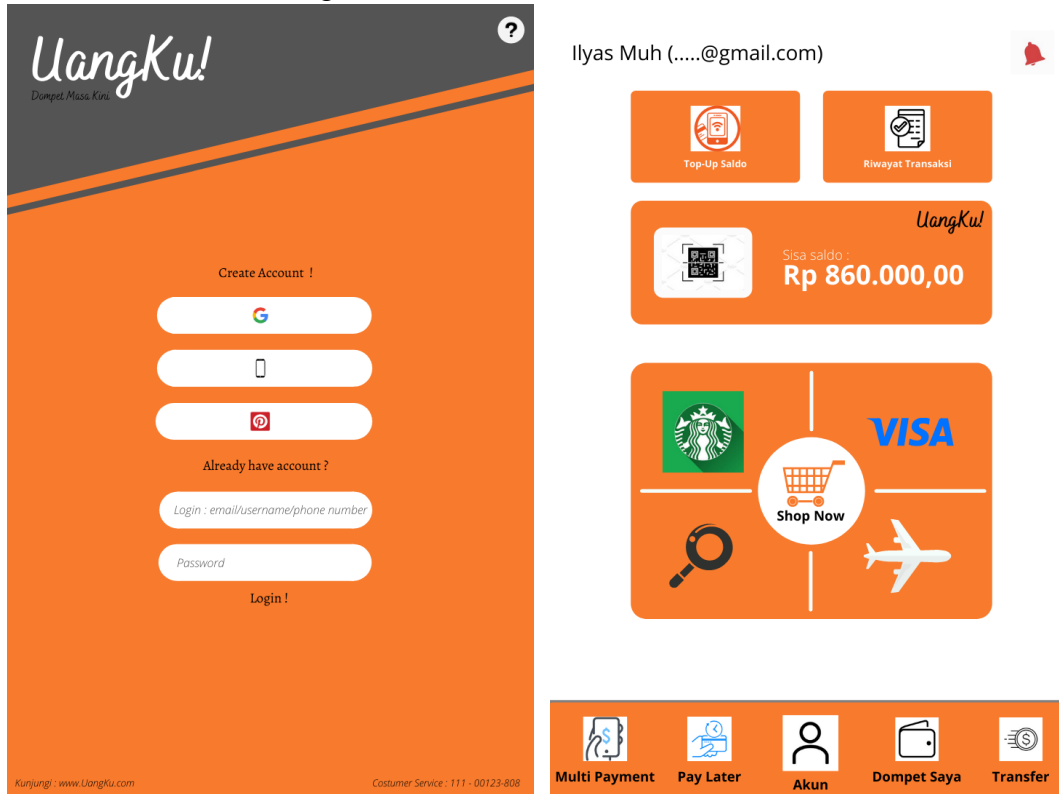 UangKu!
Dompet Masa Kini
?
Create Account !
Already have account ?
Login : email/username/phone number
Password
Login !
Kunjungi : www.UangKu.com
Costumer Service : 111 - 00123-808
Ilyas Muh (.....@gmail.com)
Top-Up Saldo
Riwayat Transaksi
UangKu!
Sisa saldo :
Rp 860.000,00
VISA
Shop Now
Multi Payment
Pay Later
Akun
Dompet Saya
Transfer